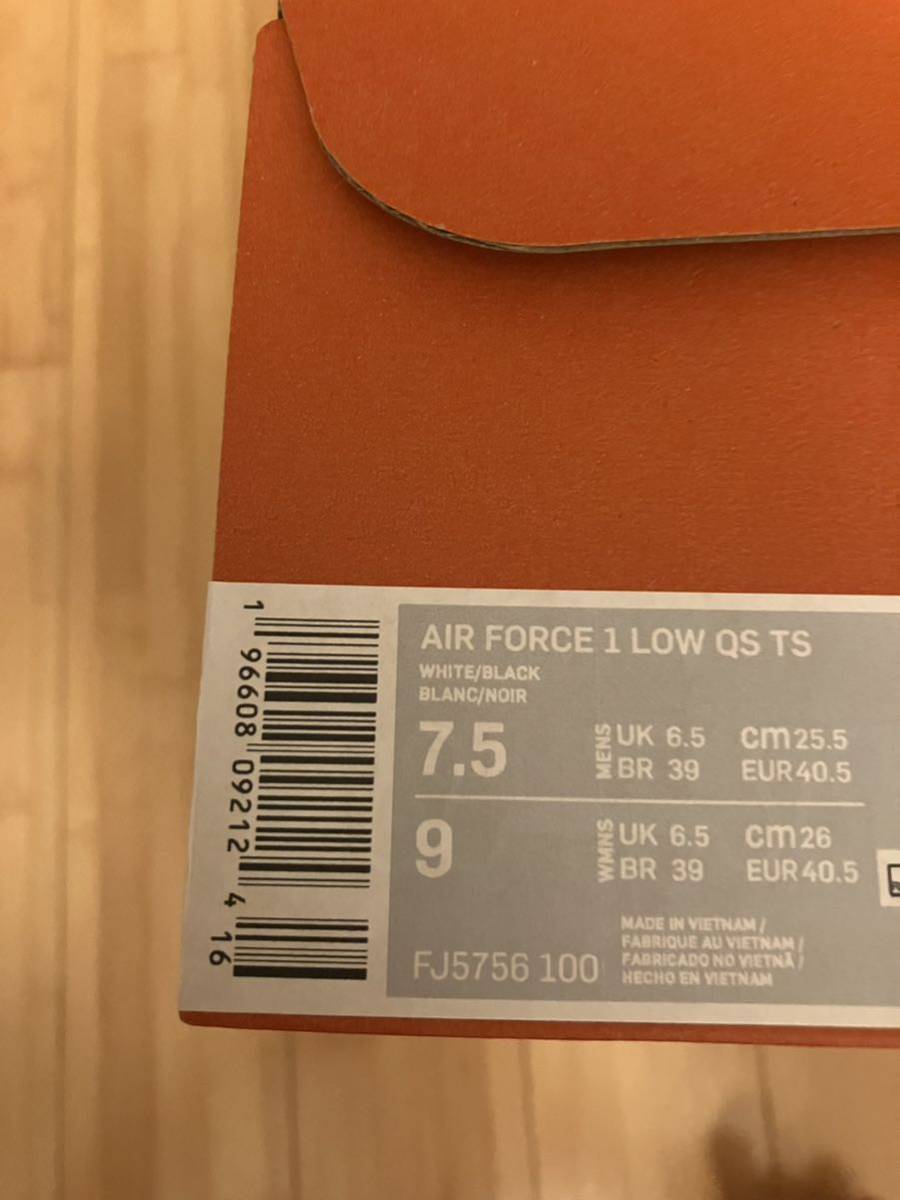 1 96608 09212 4 16
AIR FORCE 1 LOW QS TS
WHITE/BLACK
BLANC/NOIR
7.5 MENS UK 6.5 cm 25.5
BR 39 EUR 40.5
9 WMNS UK 6.5 cm 26
BR 39 EUR 40.5
FJ5756 100
MADE IN VIETNAM /
FABRIQUE AU VIETNAM /
FABRICADO NO VIETNÃ /
HECHO EN VIETNAM